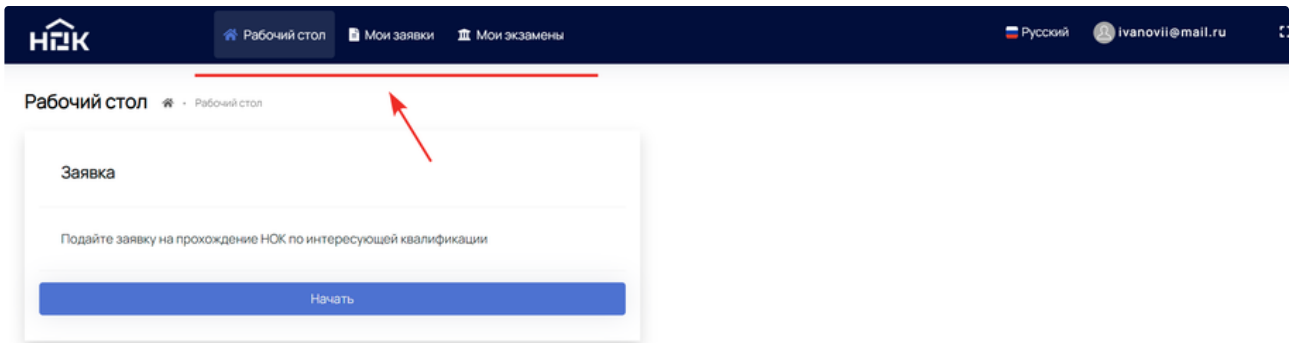 НОК Рабочий стол Мои заявки Мои экзамены Русский ivanovii@mail.ru
Рабочий стол - Рабочий стол
Заявка
Подайте заявку на прохождение НОК по интересующей квалификации
Начать